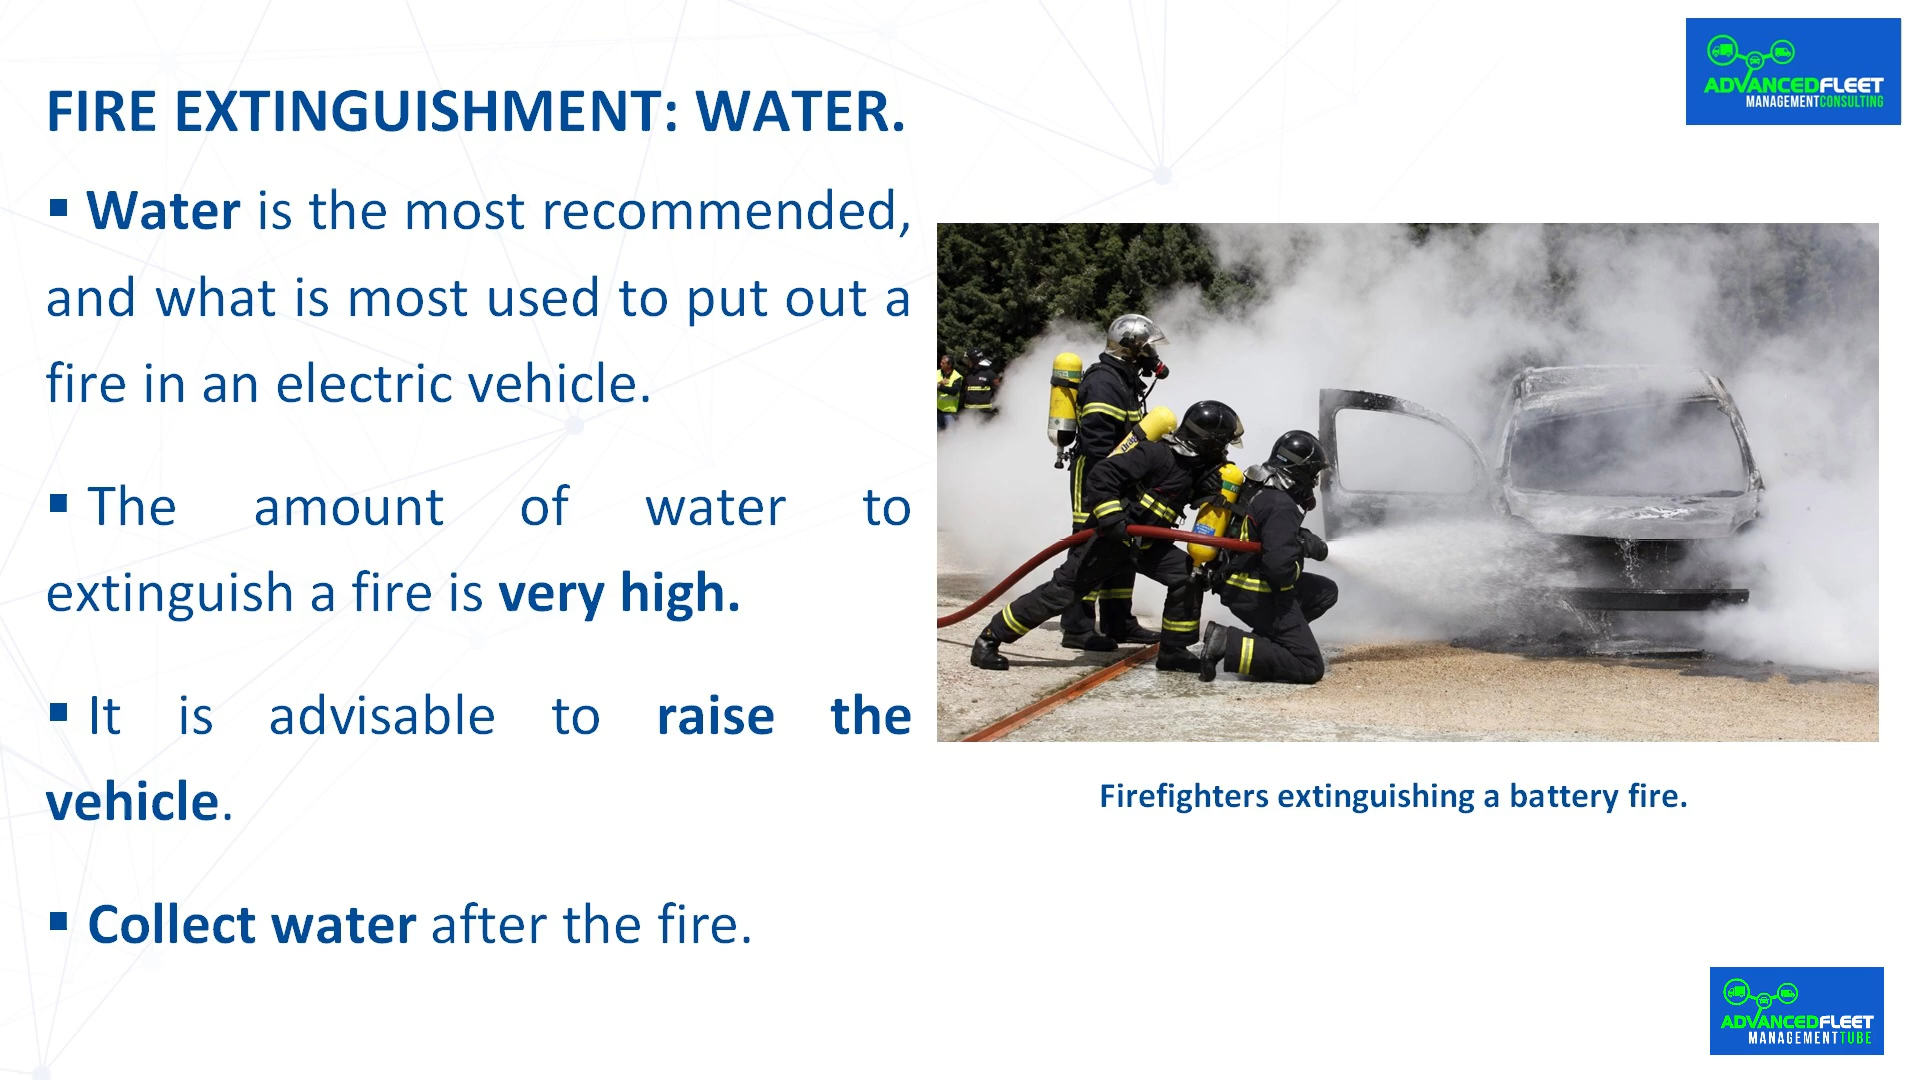 FIRE EXTINGUISHMENT: WATER.
▪ Water is the most recommended,
and what is most used to put out a
fire in an electric vehicle.
▪ The amount of water to
extinguish a fire is very high.
▪ It is advisable to raise the
vehicle.
▪ Collect water after the fire.
ADVANCEDFLEET
MANAGEMENTCONSULTING
Firefighters extinguishing a battery fire.
ADVANCEDFLEET
MANAGEMENTTUBE